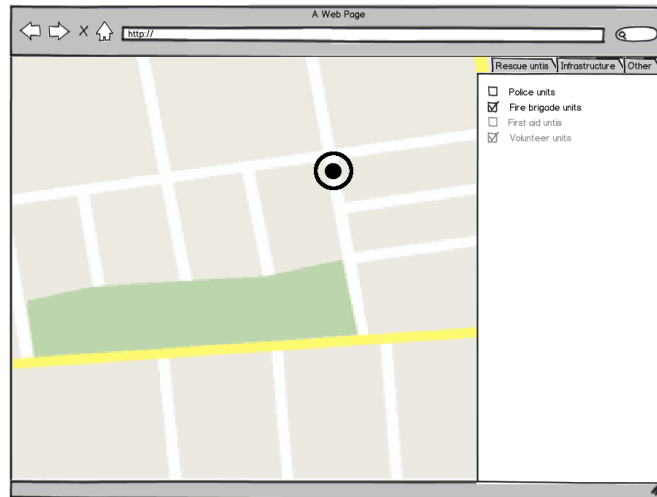 A Web Page
http://
Rescue untis Infrastructure Other
Police units
Fire brigade units
First aid untis
Volunteer units